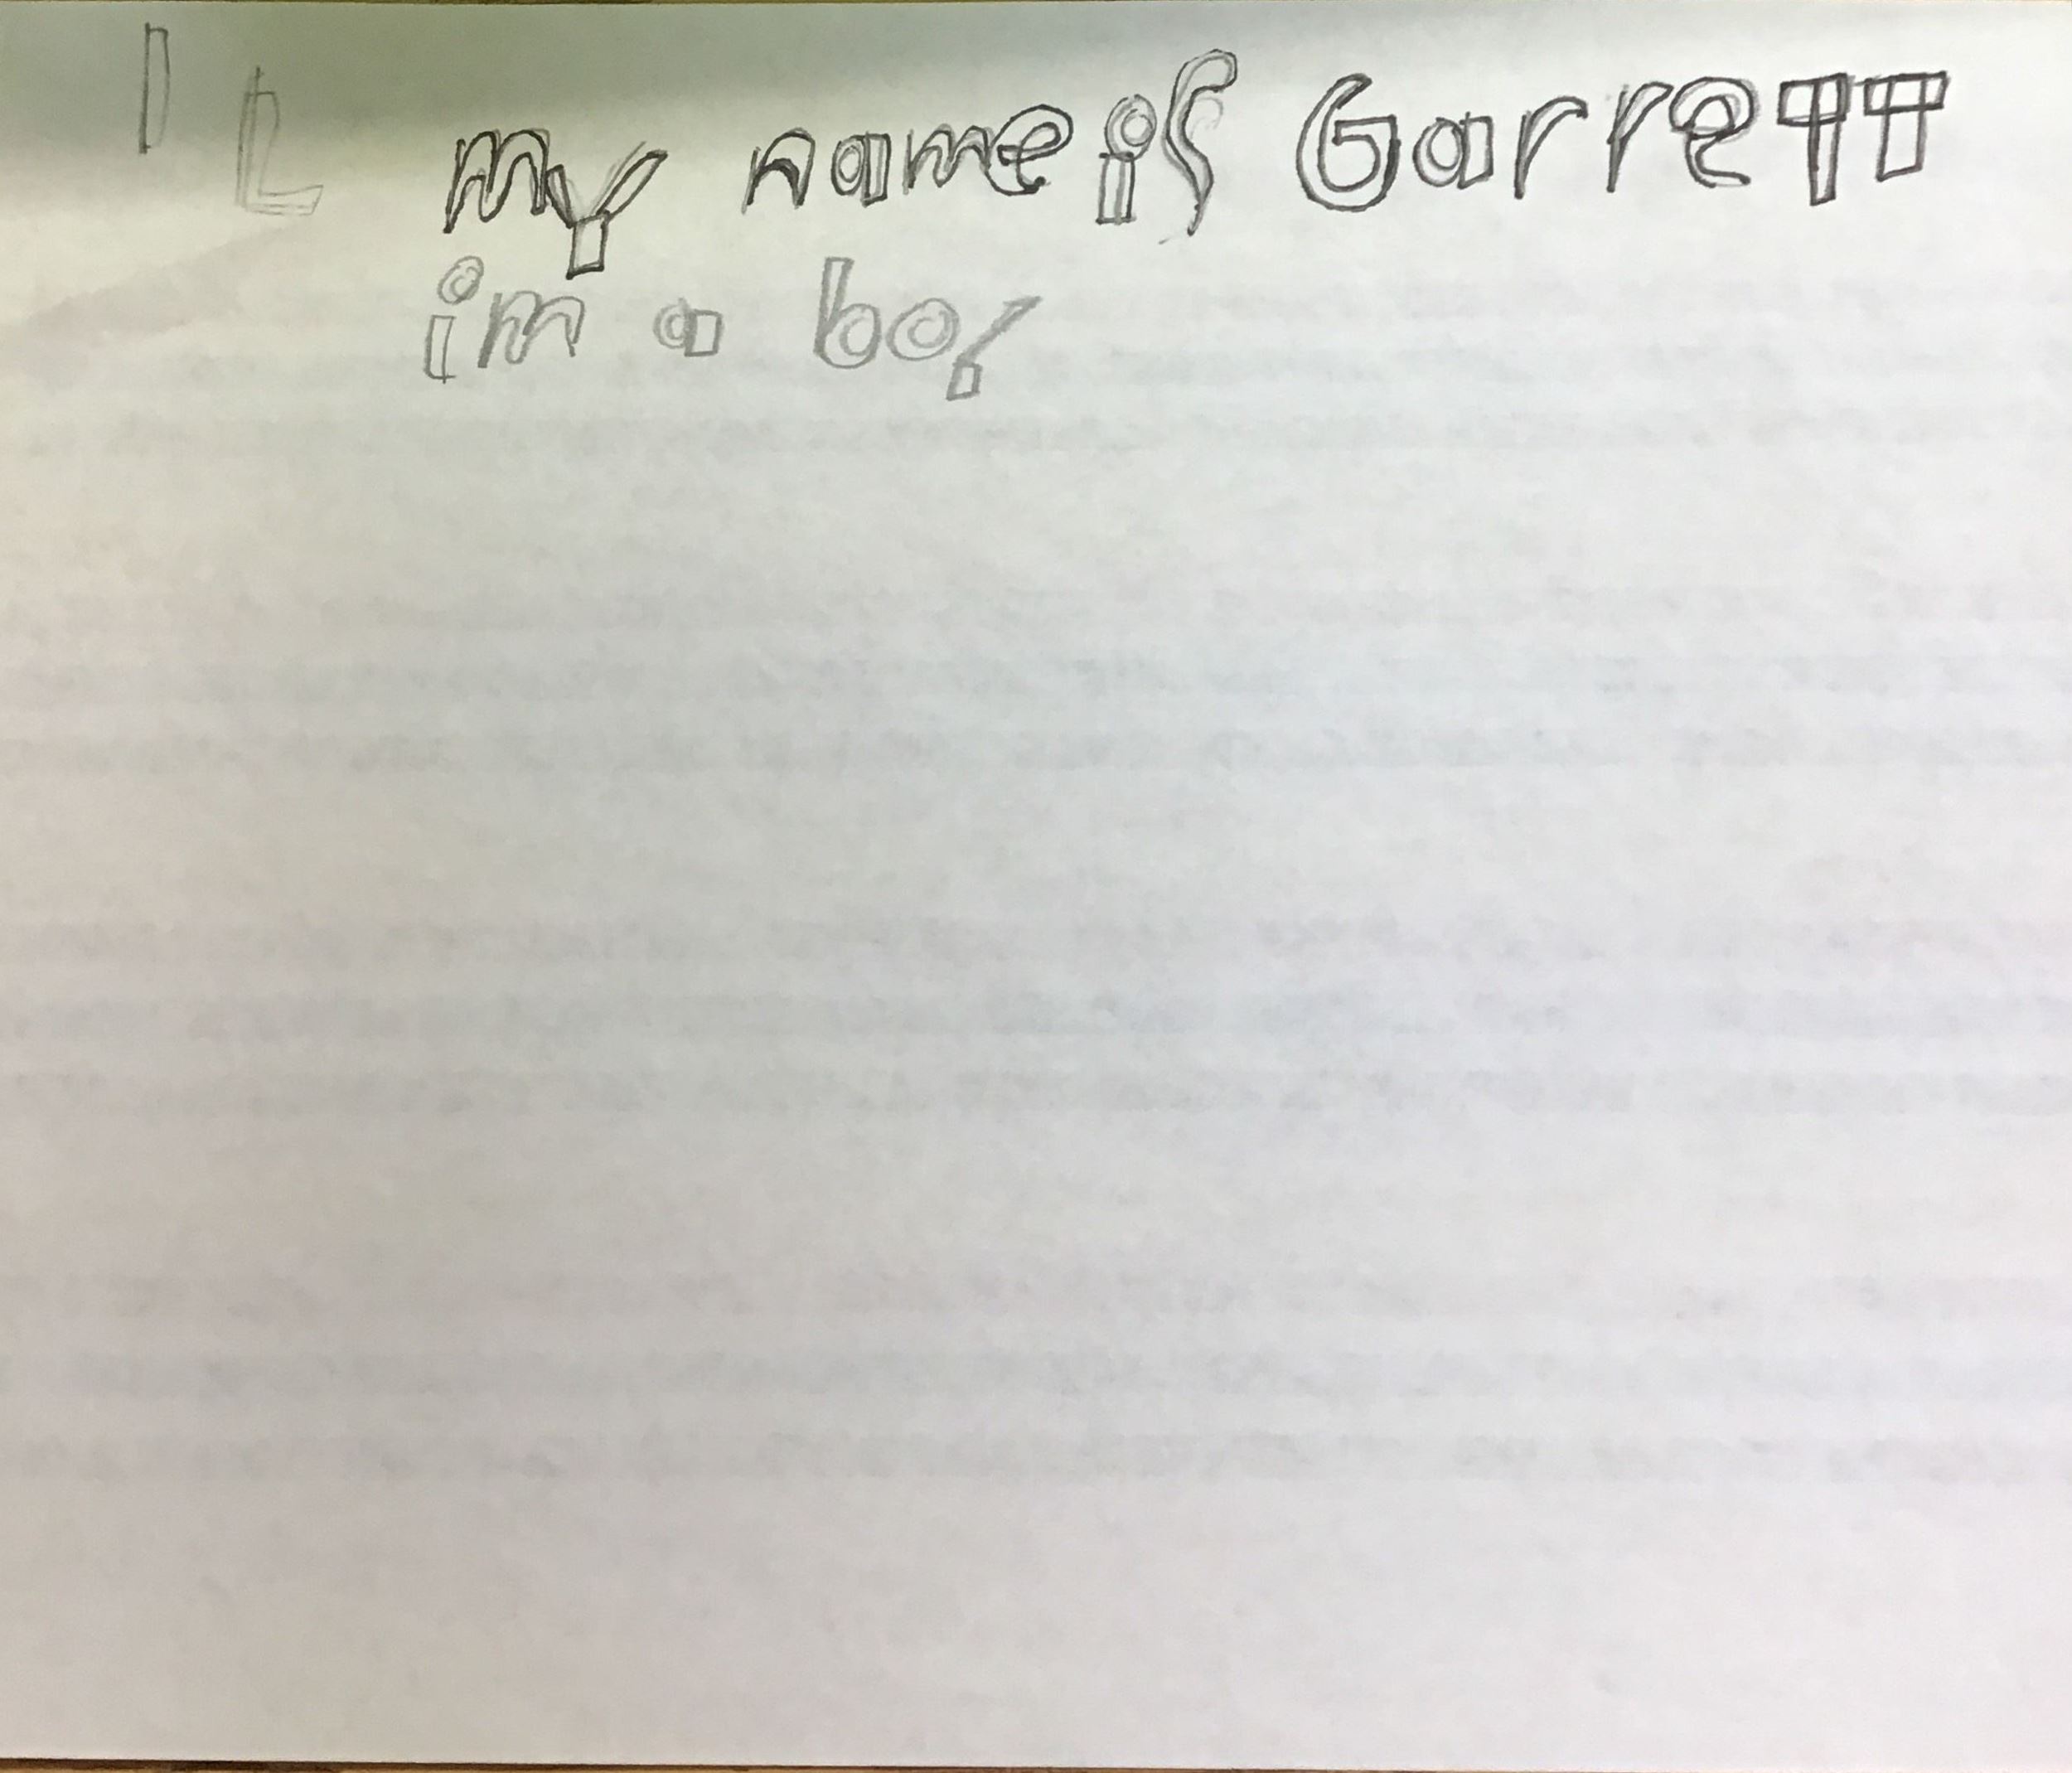 I L my name is Garrett
im a boy